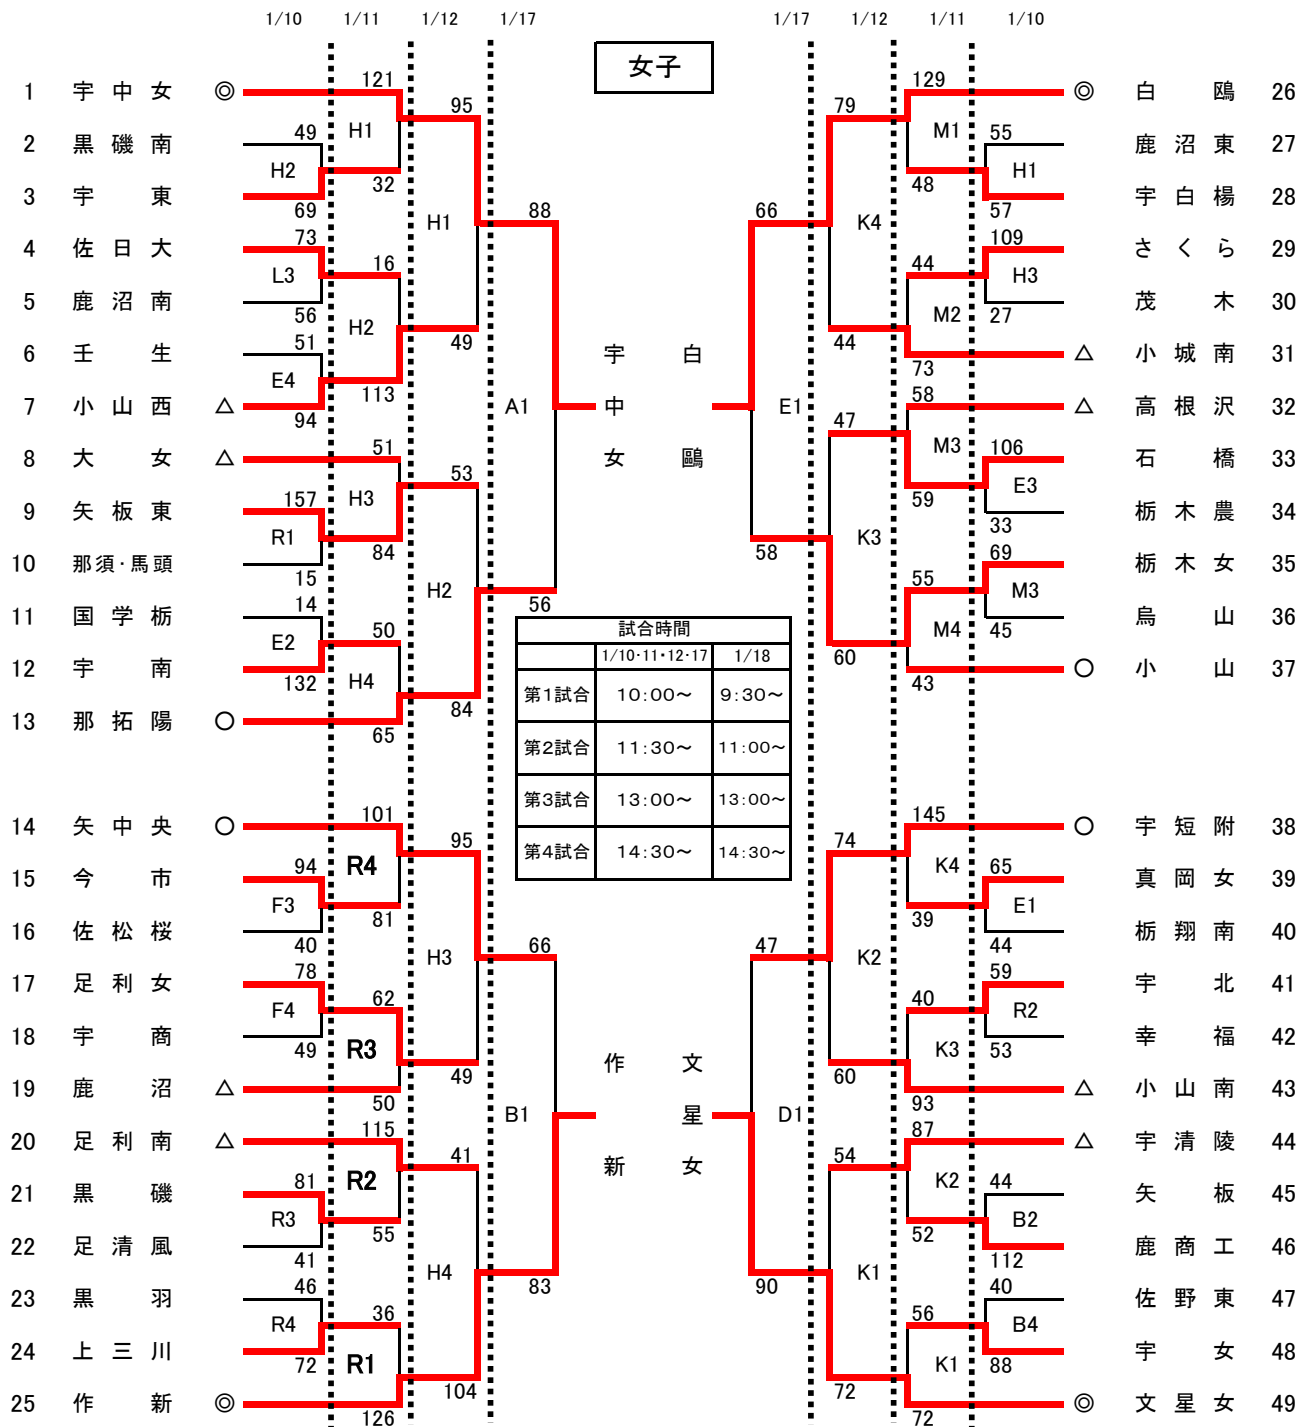 1/10 1/11 1/12 1/17 1/17 1/12 1/11 1/10
女子
121 129
1 宇中女 ◎ ◎ 白鴎 26
95 79
49 H1 M1 55
2 黒磯南 鹿沼東 27
H2 H1
32 48
3 宇東 宇白楊 28
69 57
73 H1 88 66 K4 109
4 佐日大 さくら 29
16 44
L3 H3
5 鹿沼南 茂木 30
56 H2 M2 27
51 49 44
6 壬生 宇 白 △ 小城南 31
73
E4
113 58
7 小山西 △ A1 中 E1 △ 高根沢 32
94 47
51 M3 106
8 大女 △ 女 鷗 石橋 33
53
157 H3 E3
9 矢板東 59 栃木農 34
R1 33
84 58 K3 69
10 那須・馬頭 栃木女 35
15 H2 55 M3
14 56
11 国学栃 烏山 36
50 試合時間 M4 45
E2 1/10・11・12・17 1/18 60
12 宇南 ○ 小山 37
132 H4 第1試合 10:00～ 9:30～ 43
84
13 那拓陽 ○
65 第2試合 11:30～ 11:00～
第3試合 13:00～ 13:00～
101 145
14 矢中央 ○ ○ 宇短附 38
95 第4試合 14:30～ 14:30～ 74
94 R4 K4 65
15 今市 真岡女 39
F3 E1
81 39
16 佐松桜 栃翔南 40
40 44
78 H3 66 47 K2 59
17 足利女 宇北 41
62 40
F4 R2
18 宇商 幸福 42
49 R3 K3 53
49 作 文 60
19 鹿沼 △ △ 小山南 43
50 93
115 B1 星 D1 87
20 足利南 △ △ 宇清陵 44
41 54
81 R2 新 女 K2 44
21 黒磯 矢板 45
R3 B2
55 52
22 足清風 鹿商工 46
41 112
46 H4 83 90 K1 40
23 黒羽 佐野東 47
36 56
R4 B4
24 上三川 宇女 48
72 R1 K1 88
104 72
25 作新 ◎ ◎ 文星女 49
126 72